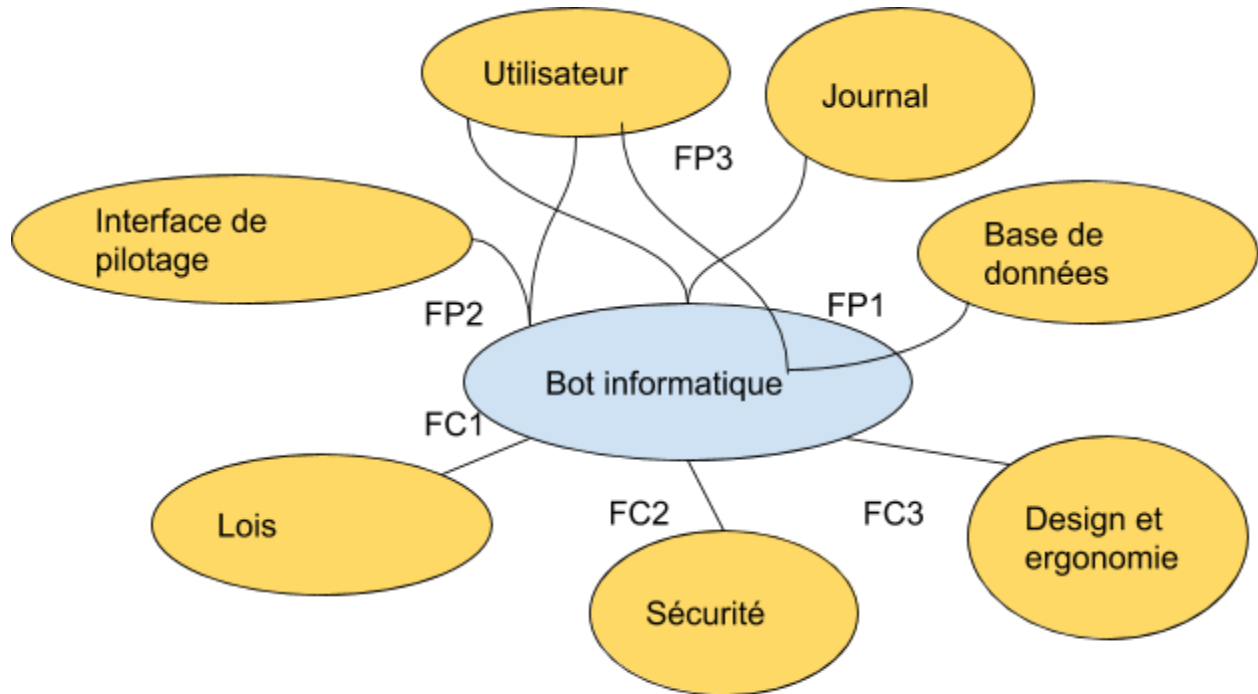 Utilisateur
Journal
FP3
Interface de
pilotage
Base de
données
FP2
FP1
Bot informatique
FC1
Lois
FC2
FC3
Design et
ergonomie
Sécurité